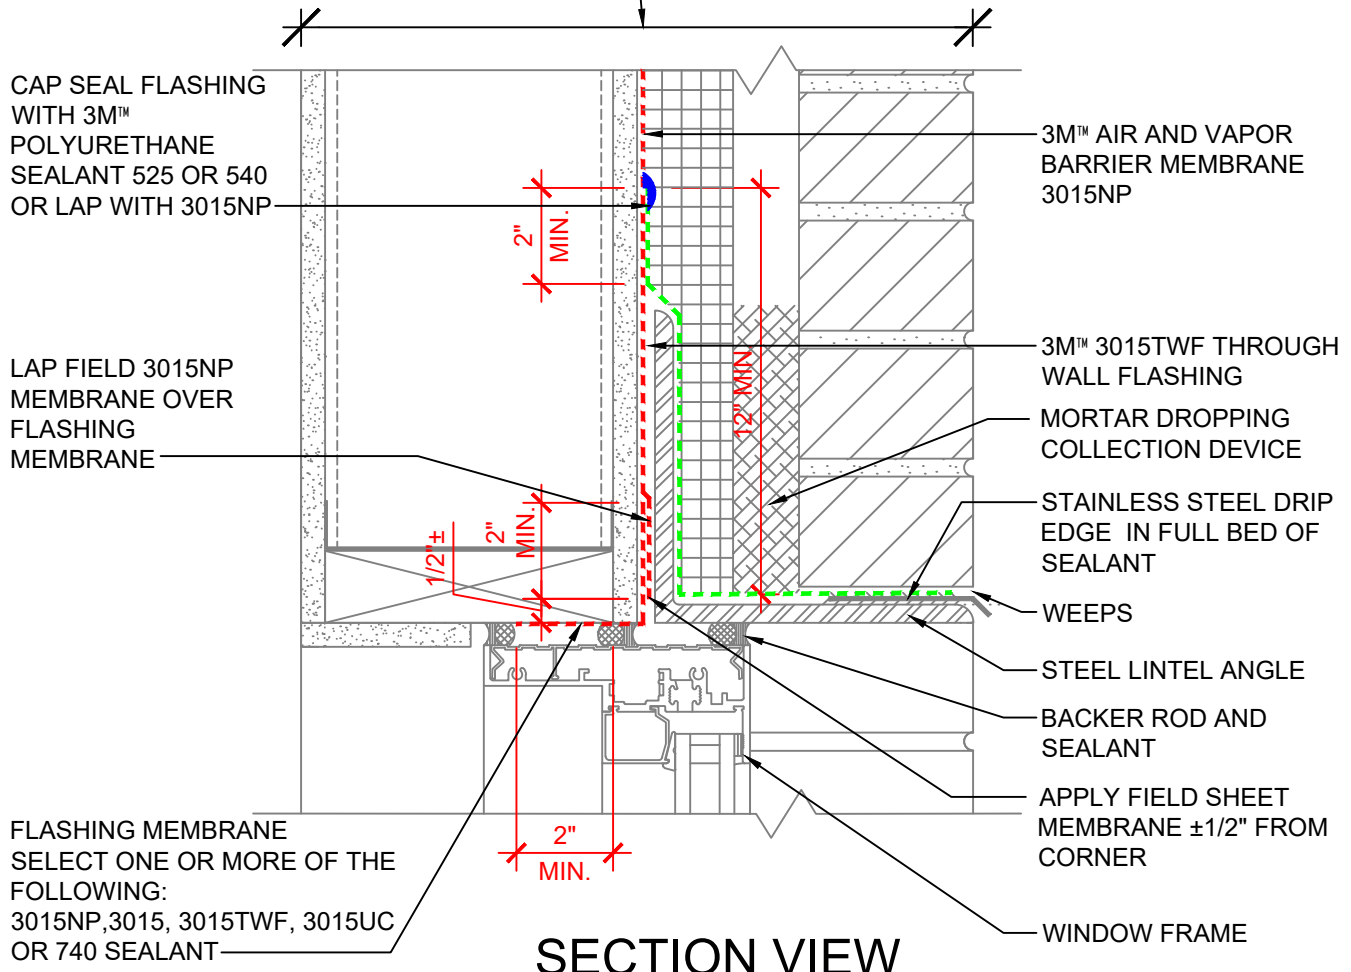 CAP SEAL FLASHING
WITH 3M™
POLYURETHANE
SEALANT 525 OR 540
OR LAP WITH 3015NP
LAP FIELD 3015NP
MEMBRANE OVER
FLASHING
MEMBRANE
FLASHING MEMBRANE
SELECT ONE OR MORE OF THE
FOLLOWING:
3015NP,3015, 3015TWF, 3015UC
OR 740 SEALANT
2"
MIN.
2"
MIN.
1/2"±
12" MIN
2"
MIN.
3M™ AIR AND VAPOR
BARRIER MEMBRANE
3015NP
3M™ 3015TWF THROUGH
WALL FLASHING
MORTAR DROPPING
COLLECTION DEVICE
STAINLESS STEEL DRIP
EDGE IN FULL BED OF
SEALANT
WEEPS
STEEL LINTEL ANGLE
BACKER ROD AND
SEALANT
APPLY FIELD SHEET
MEMBRANE ±1/2" FROM
CORNER
WINDOW FRAME
SECTION VIEW